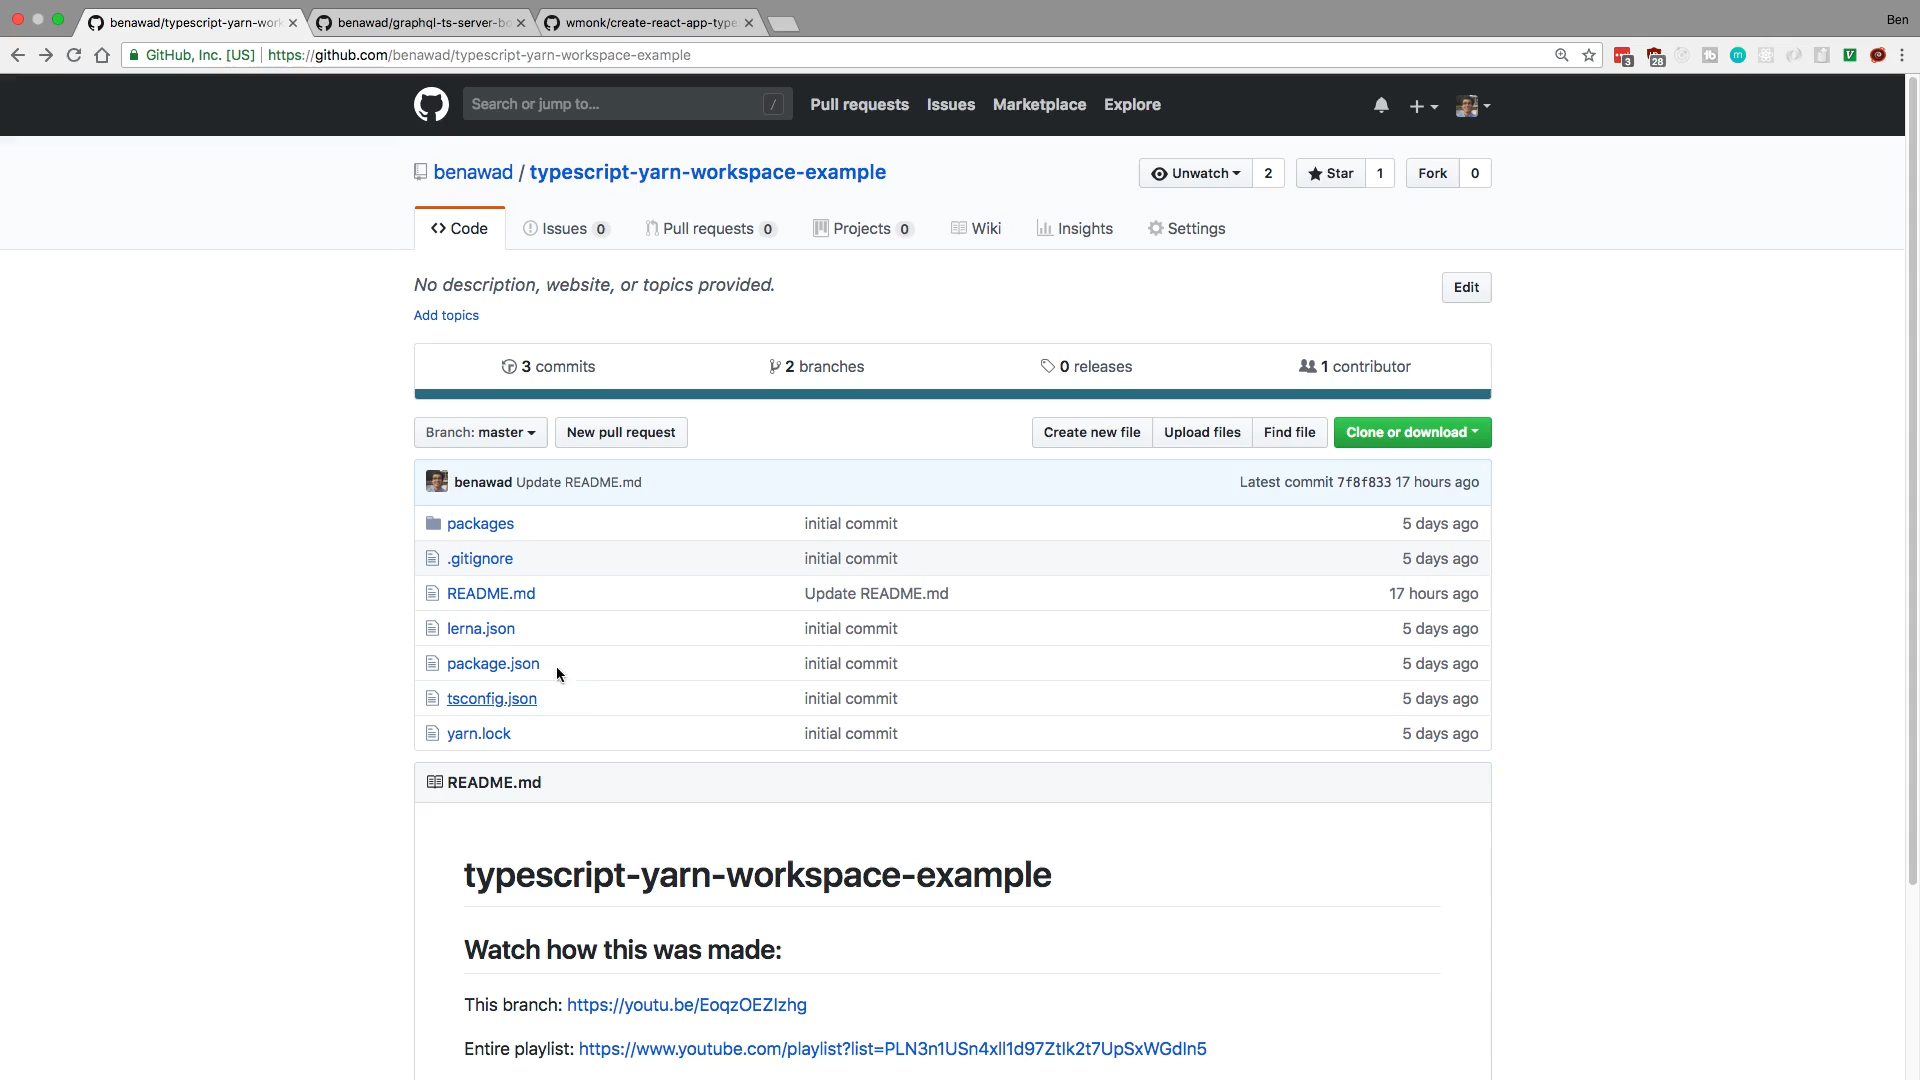 benawad/typescript-yarn-work
benawad/graphql-ts-server-bo
wmonk/create-react-app-type
Ben
GitHub, Inc. [US]
https://github.com/benawad/typescript-yarn-workspace-example
3
28
Search or jump to...
/
Pull requests
Issues
Marketplace
Explore
benawad / typescript-yarn-workspace-example
Unwatch
2
Star
1
Fork
0
Code
Issues 0
Pull requests 0
Projects 0
Wiki
Insights
Settings
No description, website, or topics provided.
Edit
Add topics
3 commits
2 branches
0 releases
1 contributor
Branch: master
New pull request
Create new file
Upload files
Find file
Clone or download
benawad Update README.md
Latest commit 7f8f833 17 hours ago
packages
initial commit
5 days ago
.gitignore
initial commit
5 days ago
README.md
Update README.md
17 hours ago
lerna.json
initial commit
5 days ago
package.json
initial commit
5 days ago
tsconfig.json
initial commit
5 days ago
yarn.lock
initial commit
5 days ago
README.md
typescript-yarn-workspace-example
Watch how this was made:
This branch: https://youtu.be/EoqzOEZIzhg
Entire playlist: https://www.youtube.com/playlist?list=PLN3n1USn4xll1d97Ztlk2t7UpSxWGdIn5